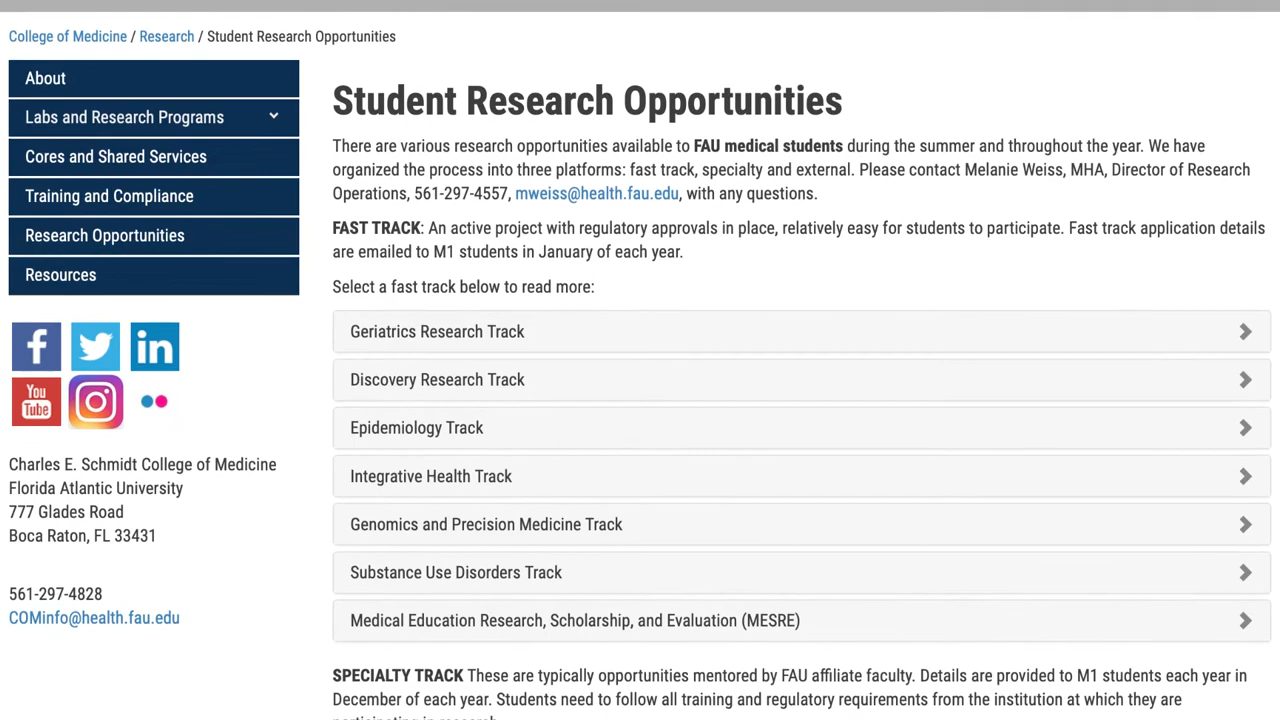 College of Medicine / Research / Student Research Opportunities
About
Labs and Research Programs
Cores and Shared Services
Training and Compliance
Research Opportunities
Resources
f
in
You
Tube
Charles E. Schmidt College of Medicine
Florida Atlantic University
777 Glades Road
Boca Raton, FL 33431
561-297-4828
COMinfo@health.fau.edu
Student Research Opportunities
There are various research opportunities available to FAU medical students during the summer and throughout the year. We have
organized the process into three platforms: fast track, specialty and external. Please contact Melanie Weiss, MHA, Director of Research
Operations, 561-297-4557, mweiss@health.fau.edu, with any questions.
FAST TRACK: An active project with regulatory approvals in place, relatively easy for students to participate. Fast track application details
are emailed to M1 students in January of each year.
Select a fast track below to read more:
Geriatrics Research Track
Discovery Research Track
Epidemiology Track
Integrative Health Track
Genomics and Precision Medicine Track
Substance Use Disorders Track
Medical Education Research, Scholarship, and Evaluation (MESRE)
SPECIALTY TRACK These are typically opportunities mentored by FAU affiliate faculty. Details are provided to M1 students each year in
December of each year. Students need to follow all training and regulatory requirements from the institution at which they are